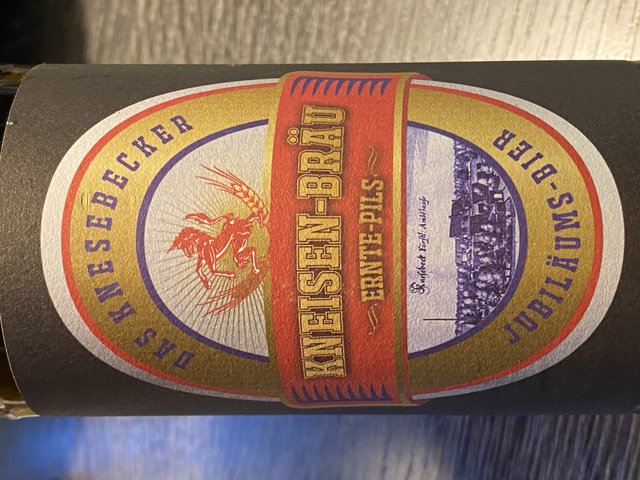 DAS KNESEBECKER
KNEISEN-BRÄU
ERNTE-PILS
JUBILÄUMS-BIER